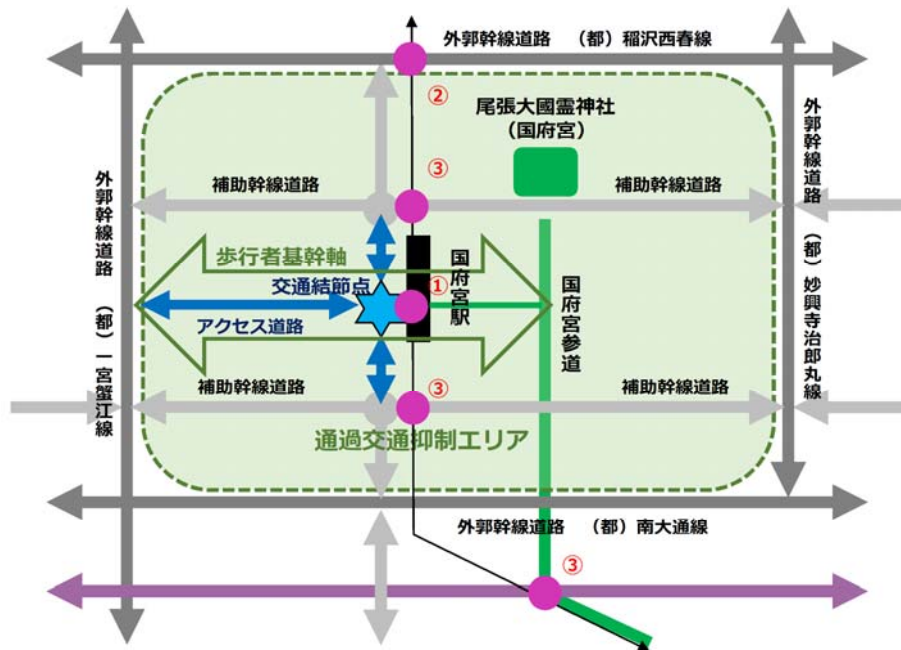 外郭幹線道路　（都）稲沢西春線
②
尾張大國霊神社
（国府宮）
③
補助幹線道路
補助幹線道路
外郭幹線道路　（都）一宮蟹江線
外郭幹線道路　（都）妙興寺治郎丸線
歩行者基幹軸
交通結節点
①
国府宮駅
国府宮参道
アクセス道路
補助幹線道路
③
補助幹線道路
通過交通抑制エリア
外郭幹線道路　（都）南大通線
③